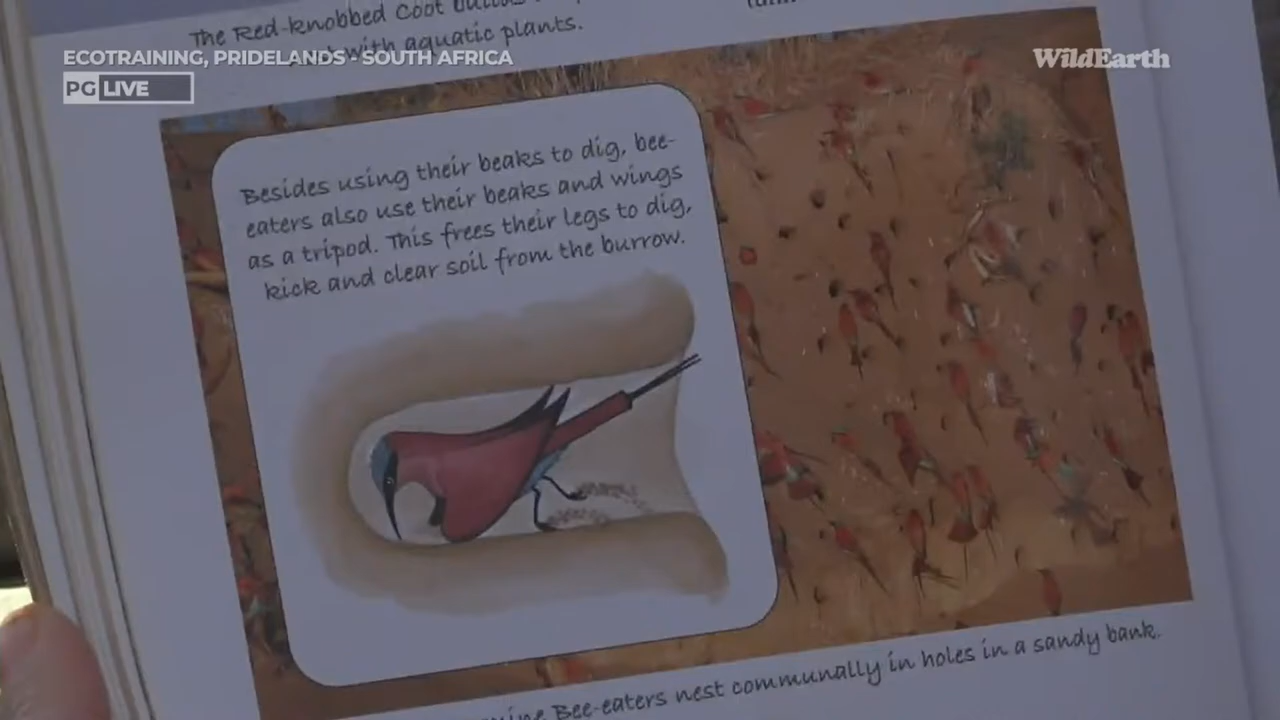 The Red-knobbed Coot
with aquatic plants.
ECOTRAINING, PRIDELANDS - SOUTH AFRICA
PG LIVE
WildEarth
Besides using their beaks to dig, bee-
eaters also use their beaks and wings
as a tripod. This frees their legs to dig,
kick and clear soil from the burrow.
Bee-eaters nest communally in holes in a sandy bank.